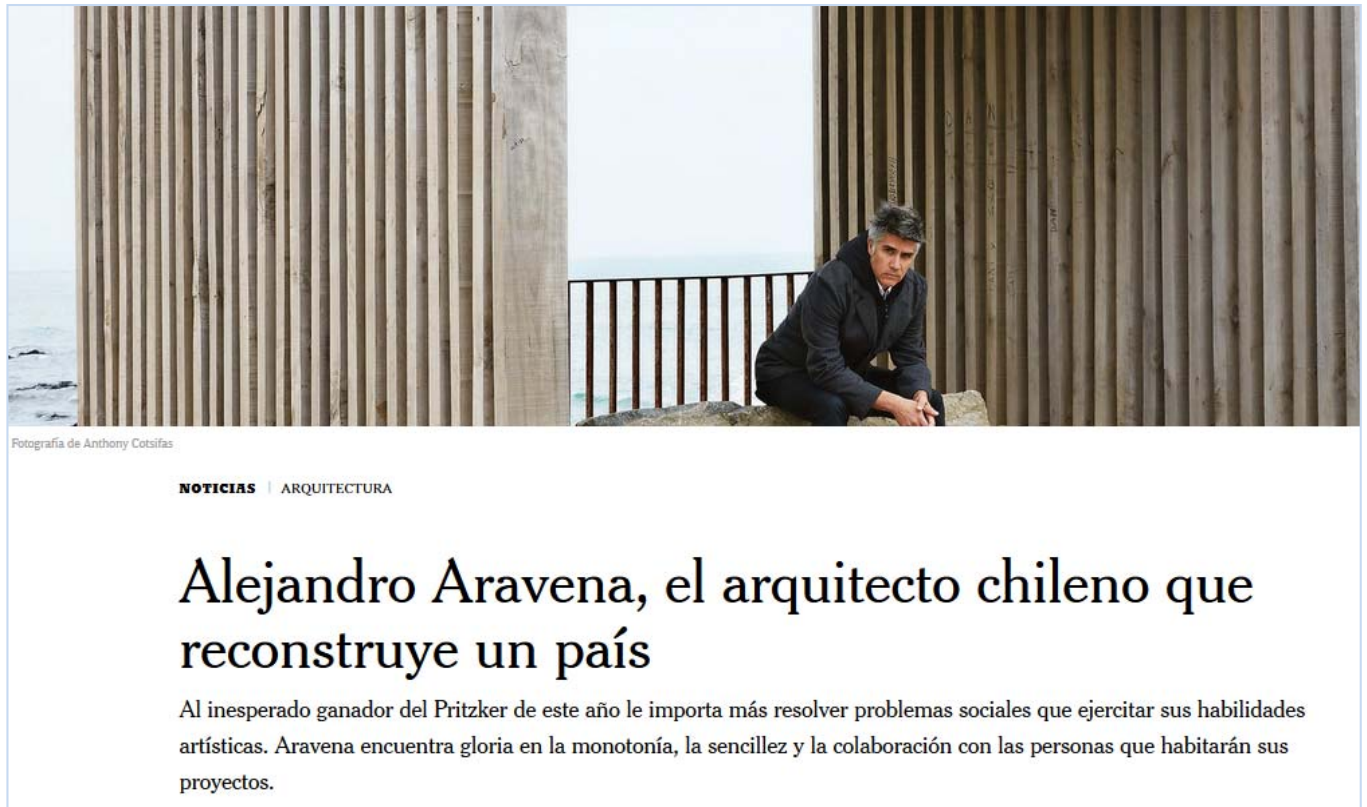 Fotografía de Anthony Cotsifas
NOTICIAS | ARQUITECTURA
Alejandro Aravena, el arquitecto chileno que
reconstruye un país
Al inesperado ganador del Pritzker de este año le importa más resolver problemas sociales que ejercitar sus habilidades
artísticas. Aravena encuentra gloria en la monotonía, la sencillez y la colaboración con las personas que habitarán sus
proyectos.